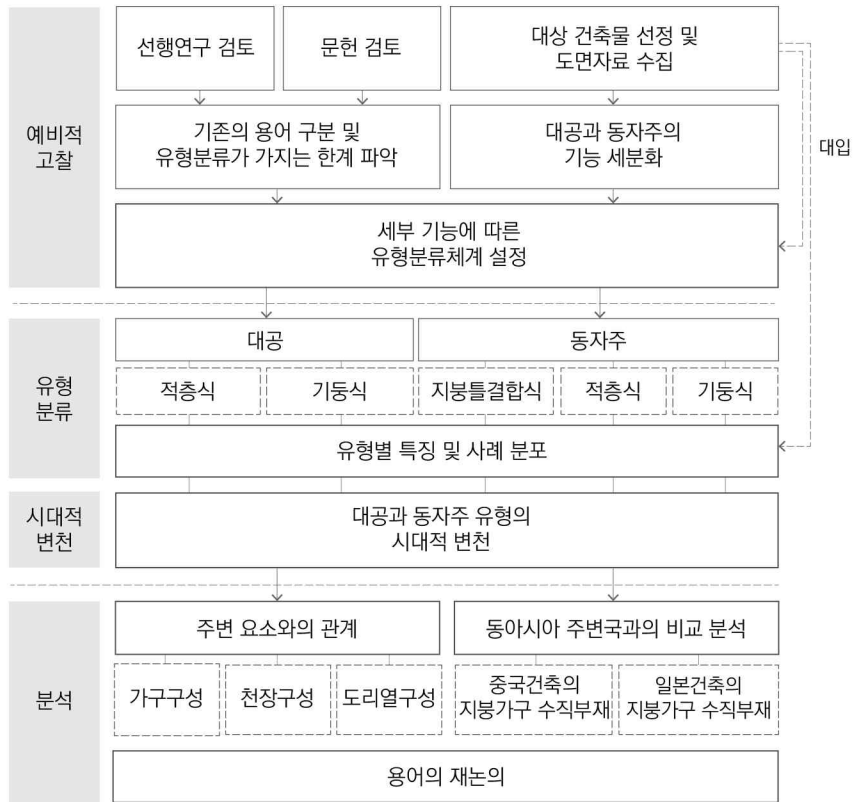 선행연구 검토
문헌 검토
대상 건축물 선정 및
도면자료 수집
예비적
고찰
기존의 용어 구분 및
유형분류가 가지는 한계 파악
대공과 동자주의
기능 세분화
대입
세부 기능에 따른
유형분류체계 설정
유형
분류
대공
동자주
적층식
기둥식
지붕틀결합식
적층식
기둥식
유형별 특징 및 사례 분포
시대적
변천
대공과 동자주 유형의
시대적 변천
분석
주변 요소와의 관계
동아시아 주변국과의 비교 분석
가구구성
천장구성
도리열구성
중국건축의
지붕가구 수직부재
일본건축의
지붕가구 수직부재
용어의 재논의